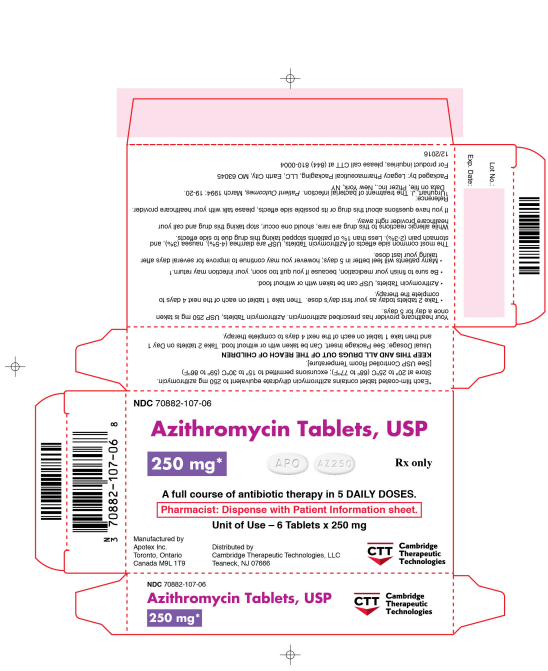 Lot No.:
Exp. Date:
*Each film-coated tablet contains azithromycin dihydrate equivalent to 250 mg azithromycin.
Store at 20° to 25°C (68° to 77°F); excursions permitted to 15° to 30°C (59° to 86°F)
[See USP Controlled Room Temperature].
KEEP THIS AND ALL DRUGS OUT OF THE REACH OF CHILDREN
Usual Dosage: See Package Insert. Can be taken with or without food. Take 2 tablets on Day 1
and then take 1 tablet on each of the next 4 days to complete therapy.
Your healthcare provider has prescribed azithromycin. Azithromycin Tablets, USP 250 mg is taken
once a day for 5 days.
• Take 2 tablets today as your first day's dose. Then take 1 tablet on each of the next 4 days to
complete the therapy.
• Azithromycin Tablets, USP can be taken with or without food.
• Be sure to finish your medication, because if you quit too soon, your infection may return.1
• Many patients will feel better in 5 days; however you may continue to improve for several days after
taking your last dose.
The most common side effects of Azithromycin Tablets, USP are diarrhea (4-5%), nausea (3%), and
stomach pain (2-3%). Less than 1% of patients stopped taking this drug due to side effects.
While allergic reactions to this drug are rare, should one occur, stop taking this drug and call your
healthcare provider right away.
If you have questions about this drug or its possible side effects, please talk with your healthcare provider.
Reference:
1Urquhart, J. The treatment of bacterial infection. Patient Outcomes, March 1994: 19-20.
Data on file, Pfizer Inc., New York, NY
Packaged by: Legacy Pharmaceutical Packaging, LLC, Earth City, MO 63045
For product inquiries, please call CTT at (844) 810-0004
12/2016
NDC 70882-107-06
Azithromycin Tablets, USP
250 mg*
APO
AZ250
Rx only
A full course of antibiotic therapy in 5 DAILY DOSES.
Pharmacist: Dispense with Patient Information sheet.
Unit of Use – 6 Tablets x 250 mg
Manufactured by
Apotex Inc.
Toronto, Ontario
Canada M9L 1T9
Distributed by
Cambridge Therapeutic Technologies, LLC
Teaneck, NJ 07666
CTT
Cambridge
Therapeutic
Technologies
N 3 70882-107-06 8
NDC 70882-107-06
Azithromycin Tablets, USP
250 mg*
CTT
Cambridge
Therapeutic
Technologies